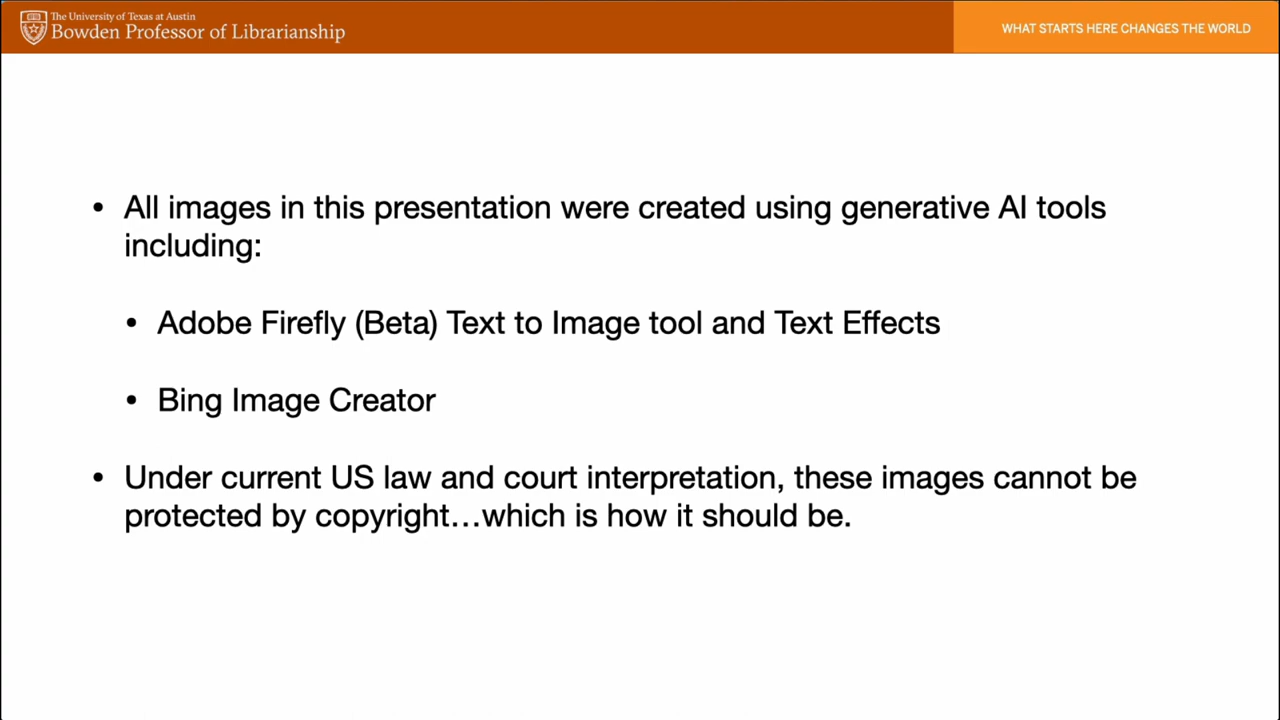 The University of Texas at Austin
Bowden Professor of Librarianship
WHAT STARTS HERE CHANGES THE WORLD
• All images in this presentation were created using generative AI tools
including:
• Adobe Firefly (Beta) Text to Image tool and Text Effects
• Bing Image Creator
• Under current US law and court interpretation, these images cannot be
protected by copyright…which is how it should be.